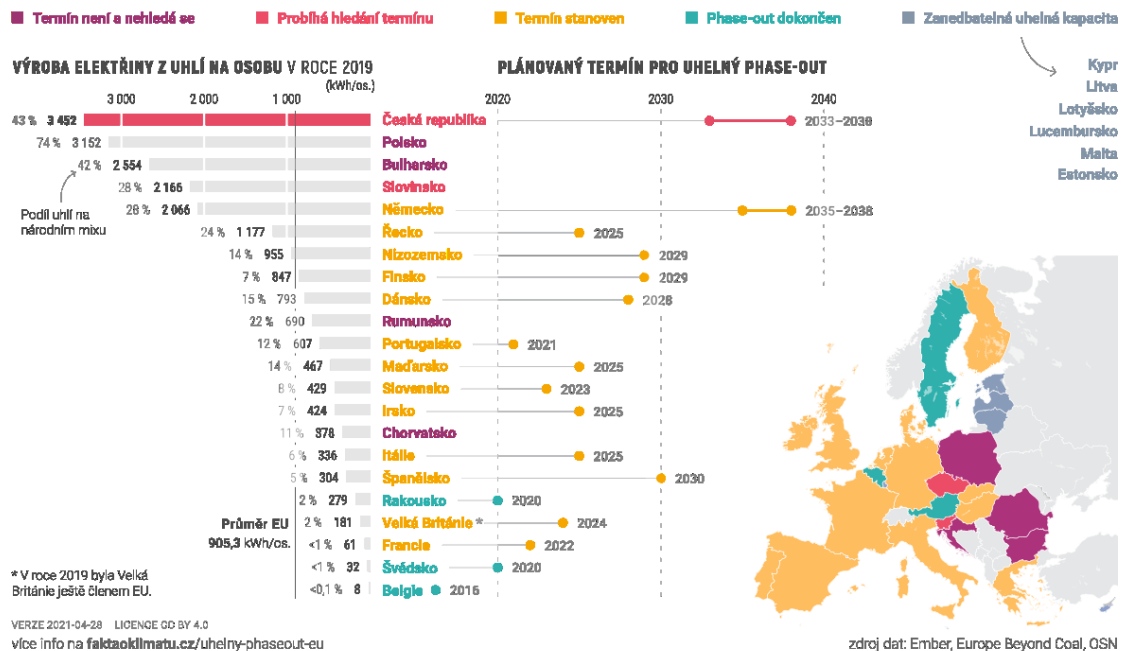 Termín není a nehledá se
Probíhá hledání termínu
Termín stanoven
Phase-out dokončen
Zanedbatelná uhelná kapacita
VÝROBA ELEKTŘINY Z UHLÍ NA OSOBU V ROCE 2019
(kWh/os.)
PLÁNOVANÝ TERMÍN PRO UHELNÝ PHASE-OUT
3 000 2 000 1 000
2020 2030 2040
Kypr
Litva
Lotyšsko
Lucembursko
Malta
Estonsko
43 % 3 452 Česká republika 2033–2038
74 % 3 152 Polsko
42 % 2 554 Bulharsko
28 % 2 166 Slovinsko
Podíl uhlí na
národním mixu
28 % 2 066 Německo 2035–2038
24 % 1 177 Řecko 2025
14 % 955 Nizozemsko 2029
7 % 847 Finsko 2029
15 % 793 Dánsko 2028
22 % 690 Rumunsko
12 % 607 Portugalsko 2021
14 % 467 Maďarsko 2025
8 % 429 Slovensko 2023
7 % 424 Irsko 2025
11 % 378 Chorvatsko
6 % 336 Itálie 2025
5 % 304 Španělsko 2030
2 % 279 Rakousko 2020
Průměr EU
905,3 kWh/os.
2 % 181 Velká Británie * 2024
<1 % 61 Francie 2022
<1 % 32 Švédsko 2020
<0,1 % 8 Belgie 2016
* V roce 2019 byla Velká
Británie ještě členem EU.
VERZE 2021-04-28 LICENCE CC BY 4.0
více info na faktaoklimatu.cz/uhelny-phaseout-eu
zdroj dat: Ember, Europe Beyond Coal, OSN